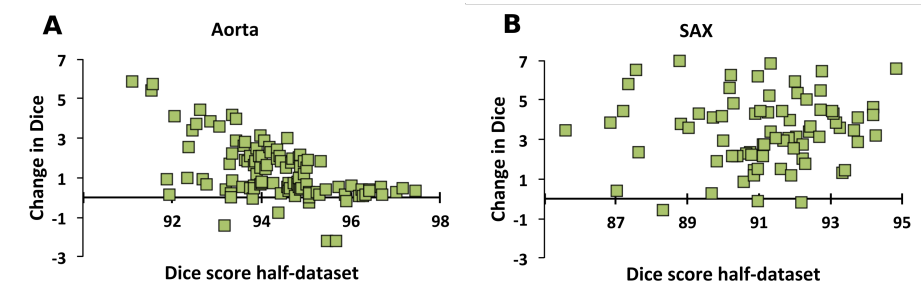 A
Aorta
7
5
3
1
-1
-3
Change in Dice
92
94
96
98
Dice score half-dataset
B
SAX
7
5
3
1
-1
-3
Change in Dice
87
89
91
93
95
Dice score half-dataset